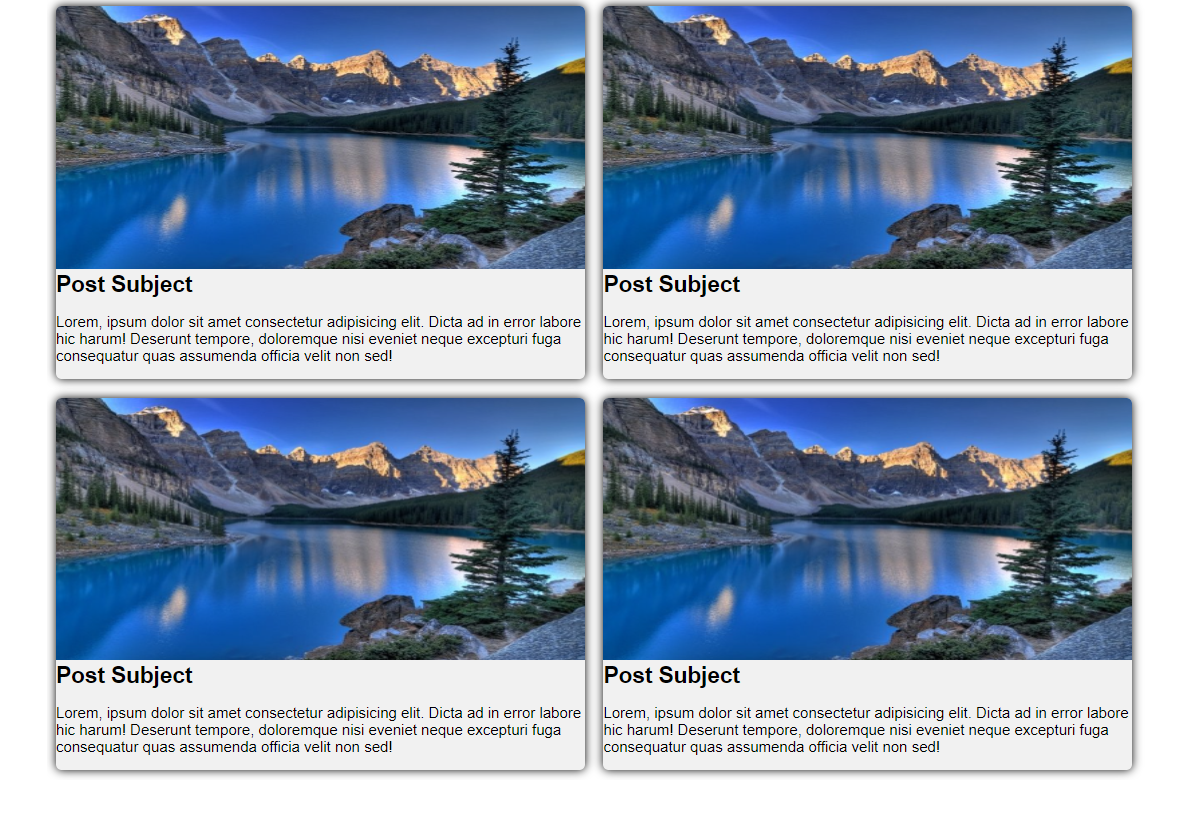 Post Subject
Lorem, ipsum dolor sit amet consectetur adipisicing elit. Dicta ad in error labore
hic harum! Deserunt tempore, doloremque nisi eveniet neque excepturi fuga
consequatur quas assumenda officia velit non sed!
Post Subject
Lorem, ipsum dolor sit amet consectetur adipisicing elit. Dicta ad in error labore
hic harum! Deserunt tempore, doloremque nisi eveniet neque excepturi fuga
consequatur quas assumenda officia velit non sed!
Post Subject
Lorem, ipsum dolor sit amet consectetur adipisicing elit. Dicta ad in error labore
hic harum! Deserunt tempore, doloremque nisi eveniet neque excepturi fuga
consequatur quas assumenda officia velit non sed!
Post Subject
Lorem, ipsum dolor sit amet consectetur adipisicing elit. Dicta ad in error labore
hic harum! Deserunt tempore, doloremque nisi eveniet neque excepturi fuga
consequatur quas assumenda officia velit non sed!